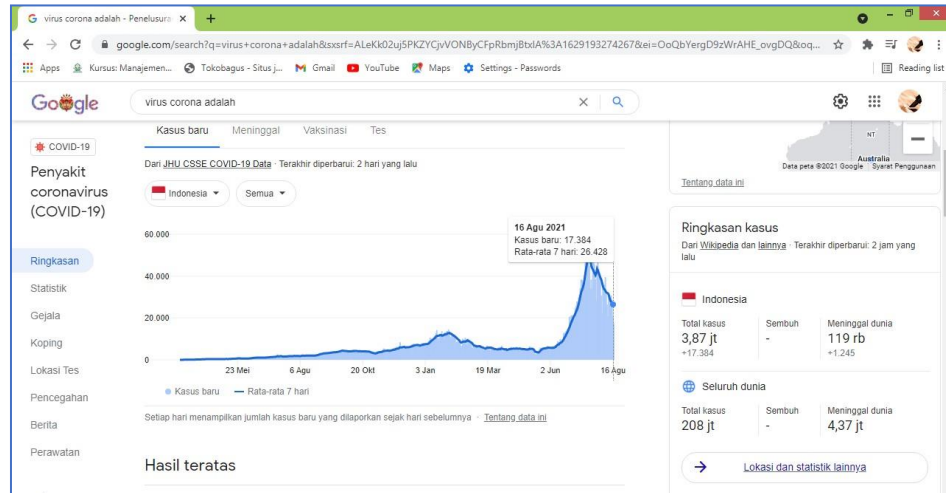 virus corona adalah - Penelusura
google.com/search?q=virus+corona+adalah&sxsrf=ALeKk02uj5PKZYCjvVONByCFpRbmjBtxIA%3A1629193274267&ei=OoQbYergD9zWrAHE_ovgDQ&oq...
Apps
Kursus: Manajemen...
Tokobagus - Situs j...
Gmail
YouTube
Maps
Settings - Passwords
Reading list
Google
virus corona adalah
COVID-19
Penyakit
coronavirus
(COVID-19)
Ringkasan
Statistik
Gejala
Koping
Lokasi Tes
Pencegahan
Berita
Perawatan
Kasus baru
Meninggal
Vaksinasi
Tes
Dari JHU CSSE COVID-19 Data · Terakhir diperbarui: 2 hari yang lalu
Indonesia
Semua
16 Agu 2021
Kasus baru: 17.384
Rata-rata 7 hari: 26.428
60.000
40.000
20.000
0
23 Mei
6 Agu
20 Okt
3 Jan
19 Mar
2 Jun
16 Agu
Kasus baru
Rata-rata 7 hari
Setiap hari menampilkan jumlah kasus baru yang dilaporkan sejak hari sebelumnya · Tentang data ini
Hasil teratas
NT
Australia
Data peta ©2021 Google
Syarat Penggunaan
Tentang data ini
Ringkasan kasus
Dari Wikipedia dan lainnya · Terakhir diperbarui: 2 jam yang
lalu
Indonesia
Total kasus
Sembuh
Meninggal dunia
3,87 jt
-
119 rb
+17.384
+1.245
Seluruh dunia
Total kasus
Sembuh
Meninggal dunia
208 jt
-
4,37 jt
Lokasi dan statistik lainnya